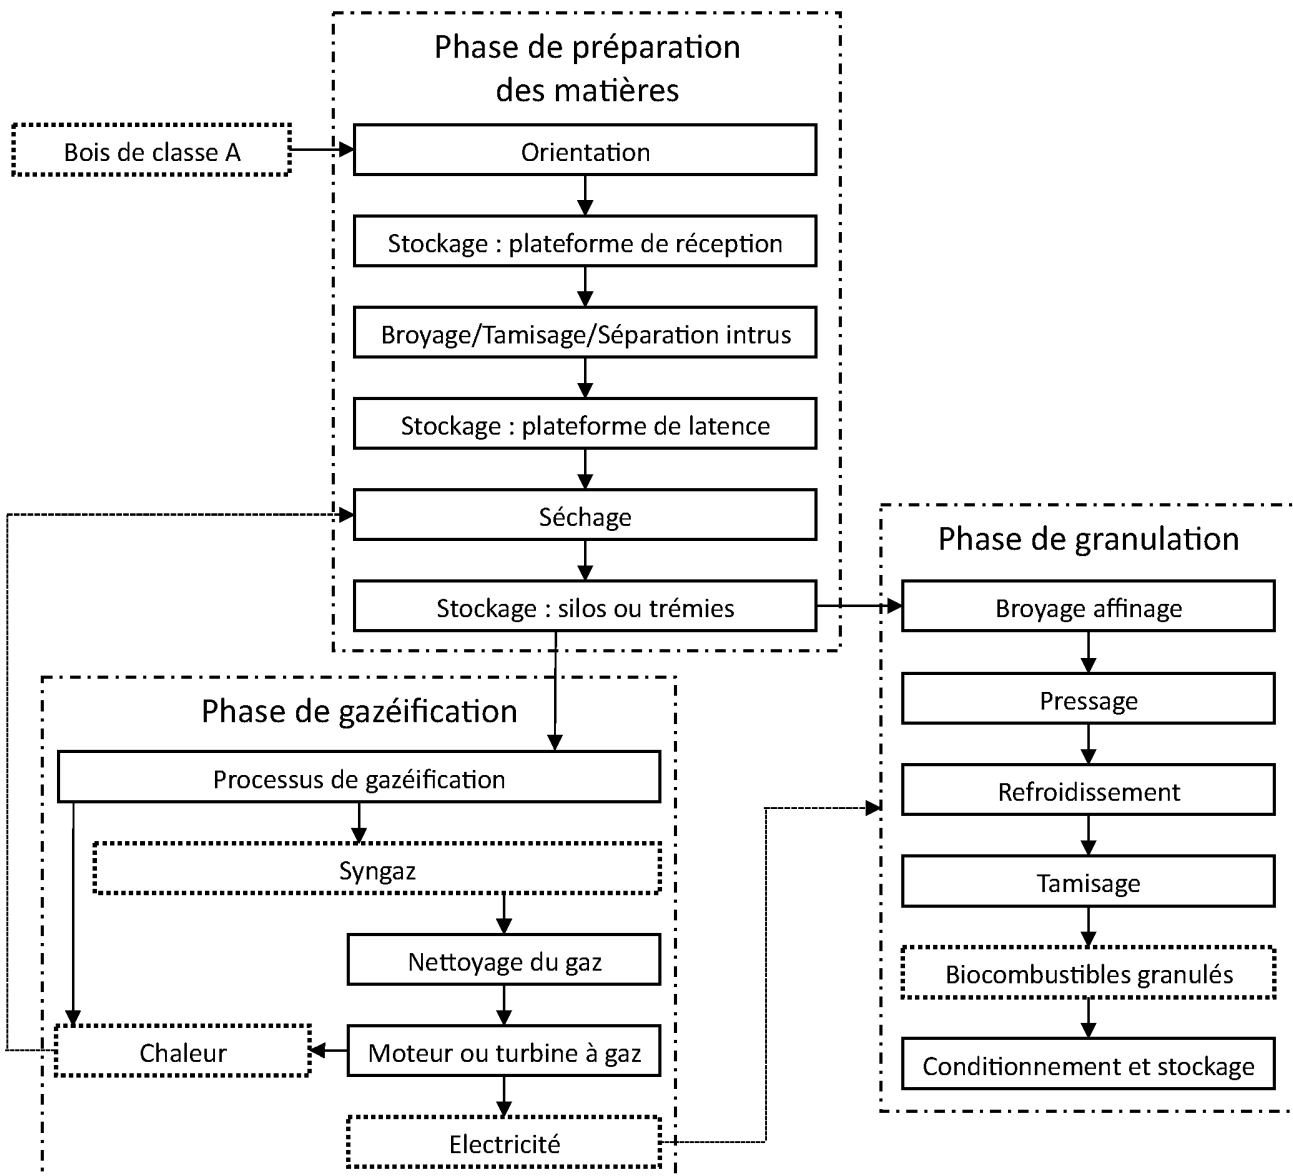 Phase de préparation
des matières
Bois de classe A
Orientation
Stockage : plateforme de réception
Broyage/Tamisage/Séparation intrus
Stockage : plateforme de latence
Séchage
Stockage : silos ou trémies
Phase de granulation
Broyage affinage
Pressage
Refroidissement
Tamisage
Biocombustibles granulés
Conditionnement et stockage
Phase de gazéification
Processus de gazéification
Syngaz
Nettoyage du gaz
Chaleur
Moteur ou turbine à gaz
Electricité